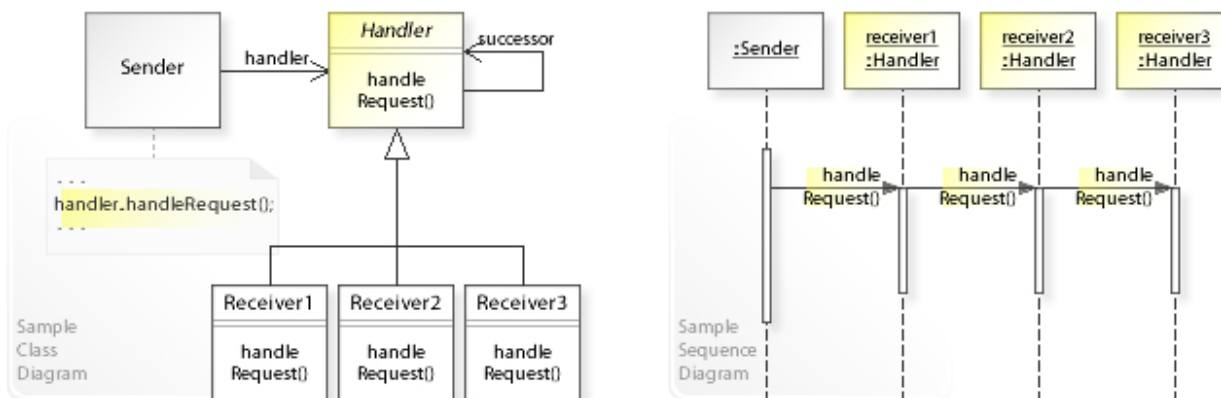 Handler
successor
Sender
handler
handle
Request()
. . .
handler.handleRequest();
. . .
Receiver1
Receiver2
Receiver3
handle
Request()
handle
Request()
handle
Request()
Sample
Class
Diagram
:Sender
receiver1
:Handler
receiver2
:Handler
receiver3
:Handler
handle
Request()
handle
Request()
handle
Request()
Sample
Sequence
Diagram